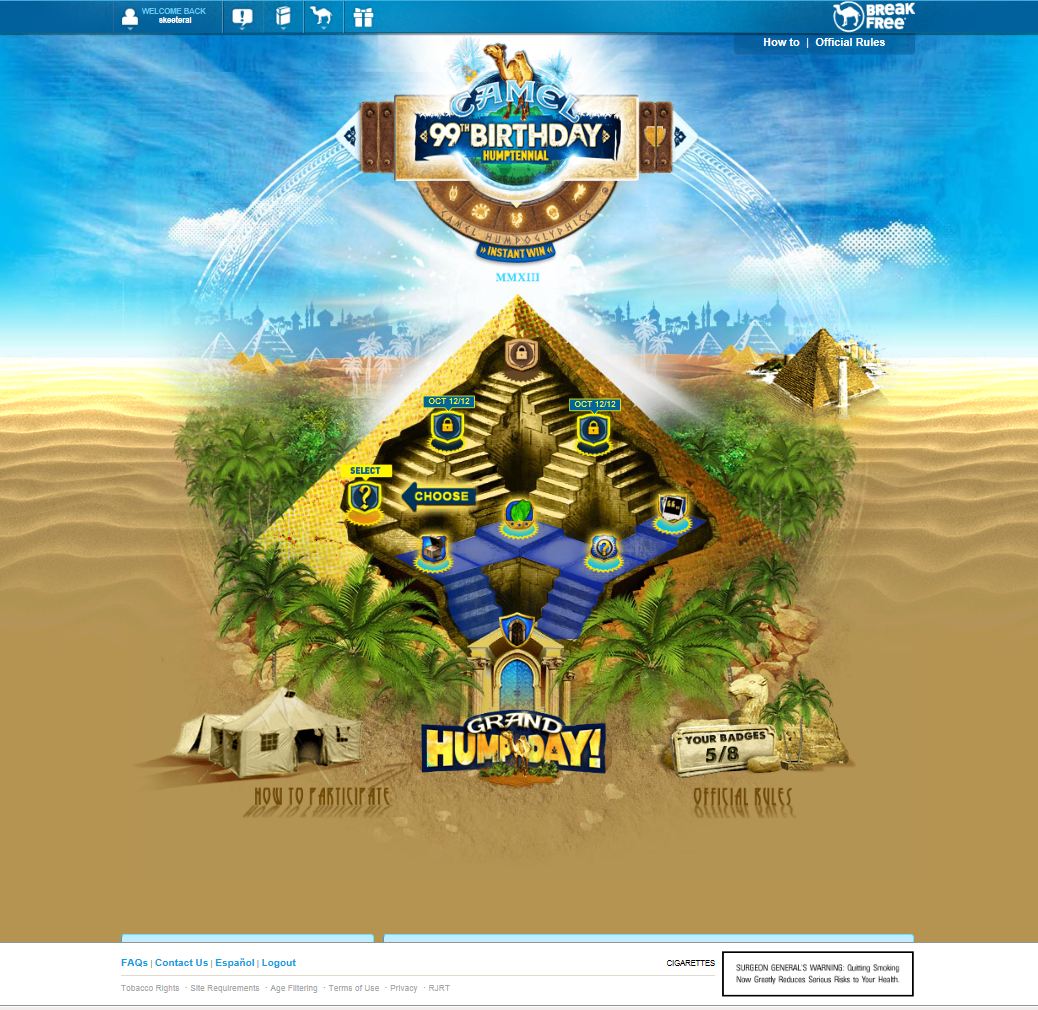 WELCOME BACK
skeetersl
BREAK
FREE
How to | Official Rules
CAMEL
99TH BIRTHDAY
HUMPTENNIAL
CAMEL HUMPOGLYPHICS
» INSTANT WIN «
MMXIII
OCT 12/12
OCT 12/12
SELECT
CHOOSE
GRAND
HUMP DAY!
YOUR BADGES
5/8
HOW TO PARTICIPATE
OFFICIAL RULES
FAQs | Contact Us | Español | Logout
CIGARETTES
SURGEON GENERAL'S WARNING: Quitting Smoking
Now Greatly Reduces Serious Risks to Your Health.
Tobacco Rights · Site Requirements · Age Filtering · Terms of Use · Privacy · RJRT